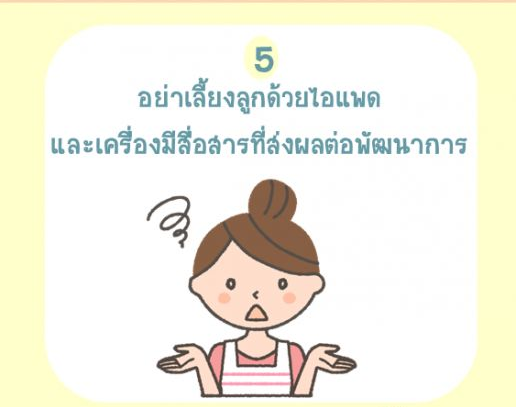 5
อย่าเลี้ยงลูกด้วยไอแพด
และเครื่องมีสื่อสารที่ส่งผลต่อพัฒนาการ